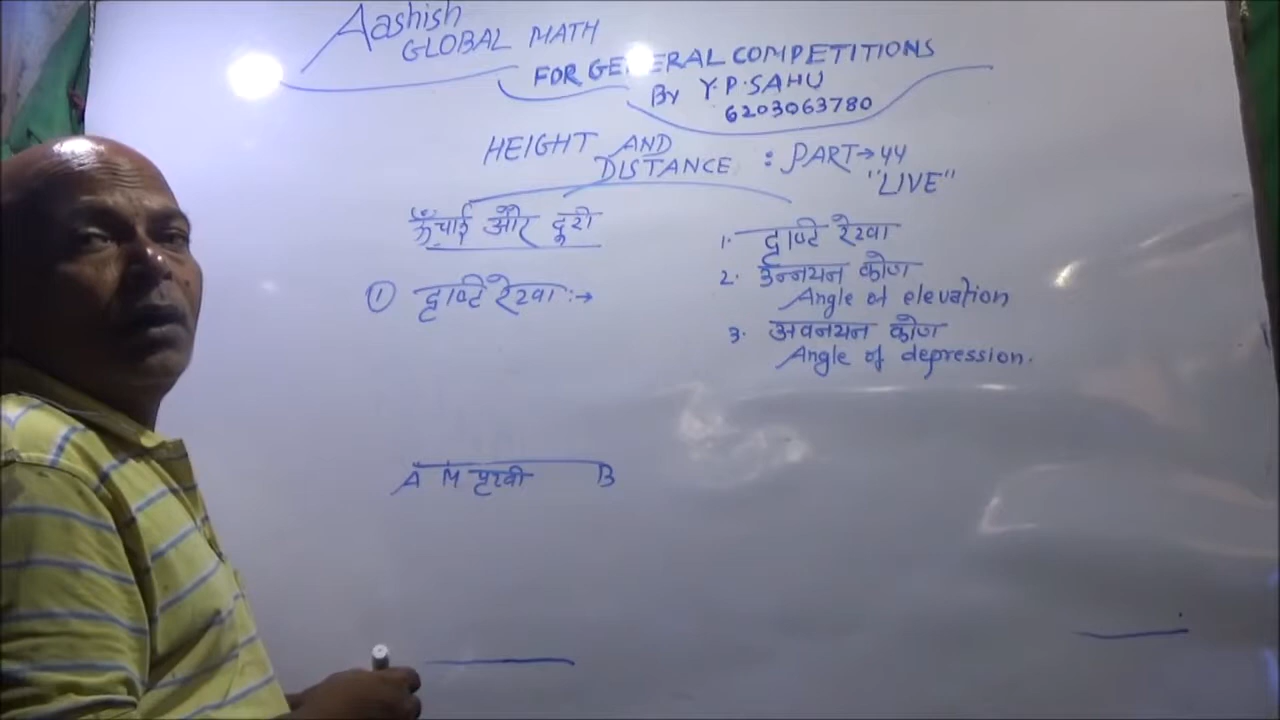 Aashish
GLOBAL MATH
FOR GENERAL COMPETITIONS
By Y.P.SAHU
6203063780
HEIGHT AND
DISTANCE : PART→44
"LIVE"
ऊँचाई और दूरी
① दृष्टि रेखा :→
1. दृष्टि रेखा
2. उन्नयन कोण
Angle of elevation
3. अवनयन कोण
Angle of depression.
A M पृथ्वी B